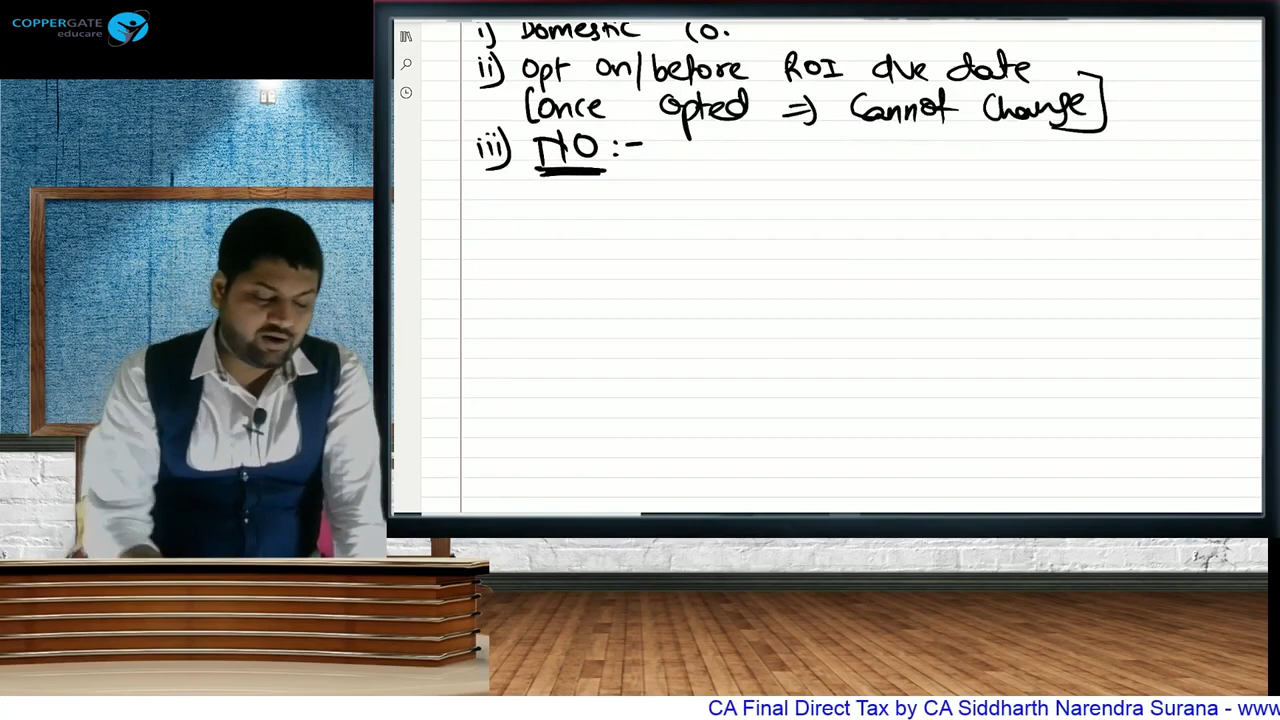 COPPERGATE
educare
i) Domestic Co.
ii) Opt on/before ROI due date
[once opted => Cannot Change]
iii) NO :-
CA Final Direct Tax by CA Siddharth Narendra Surana - www